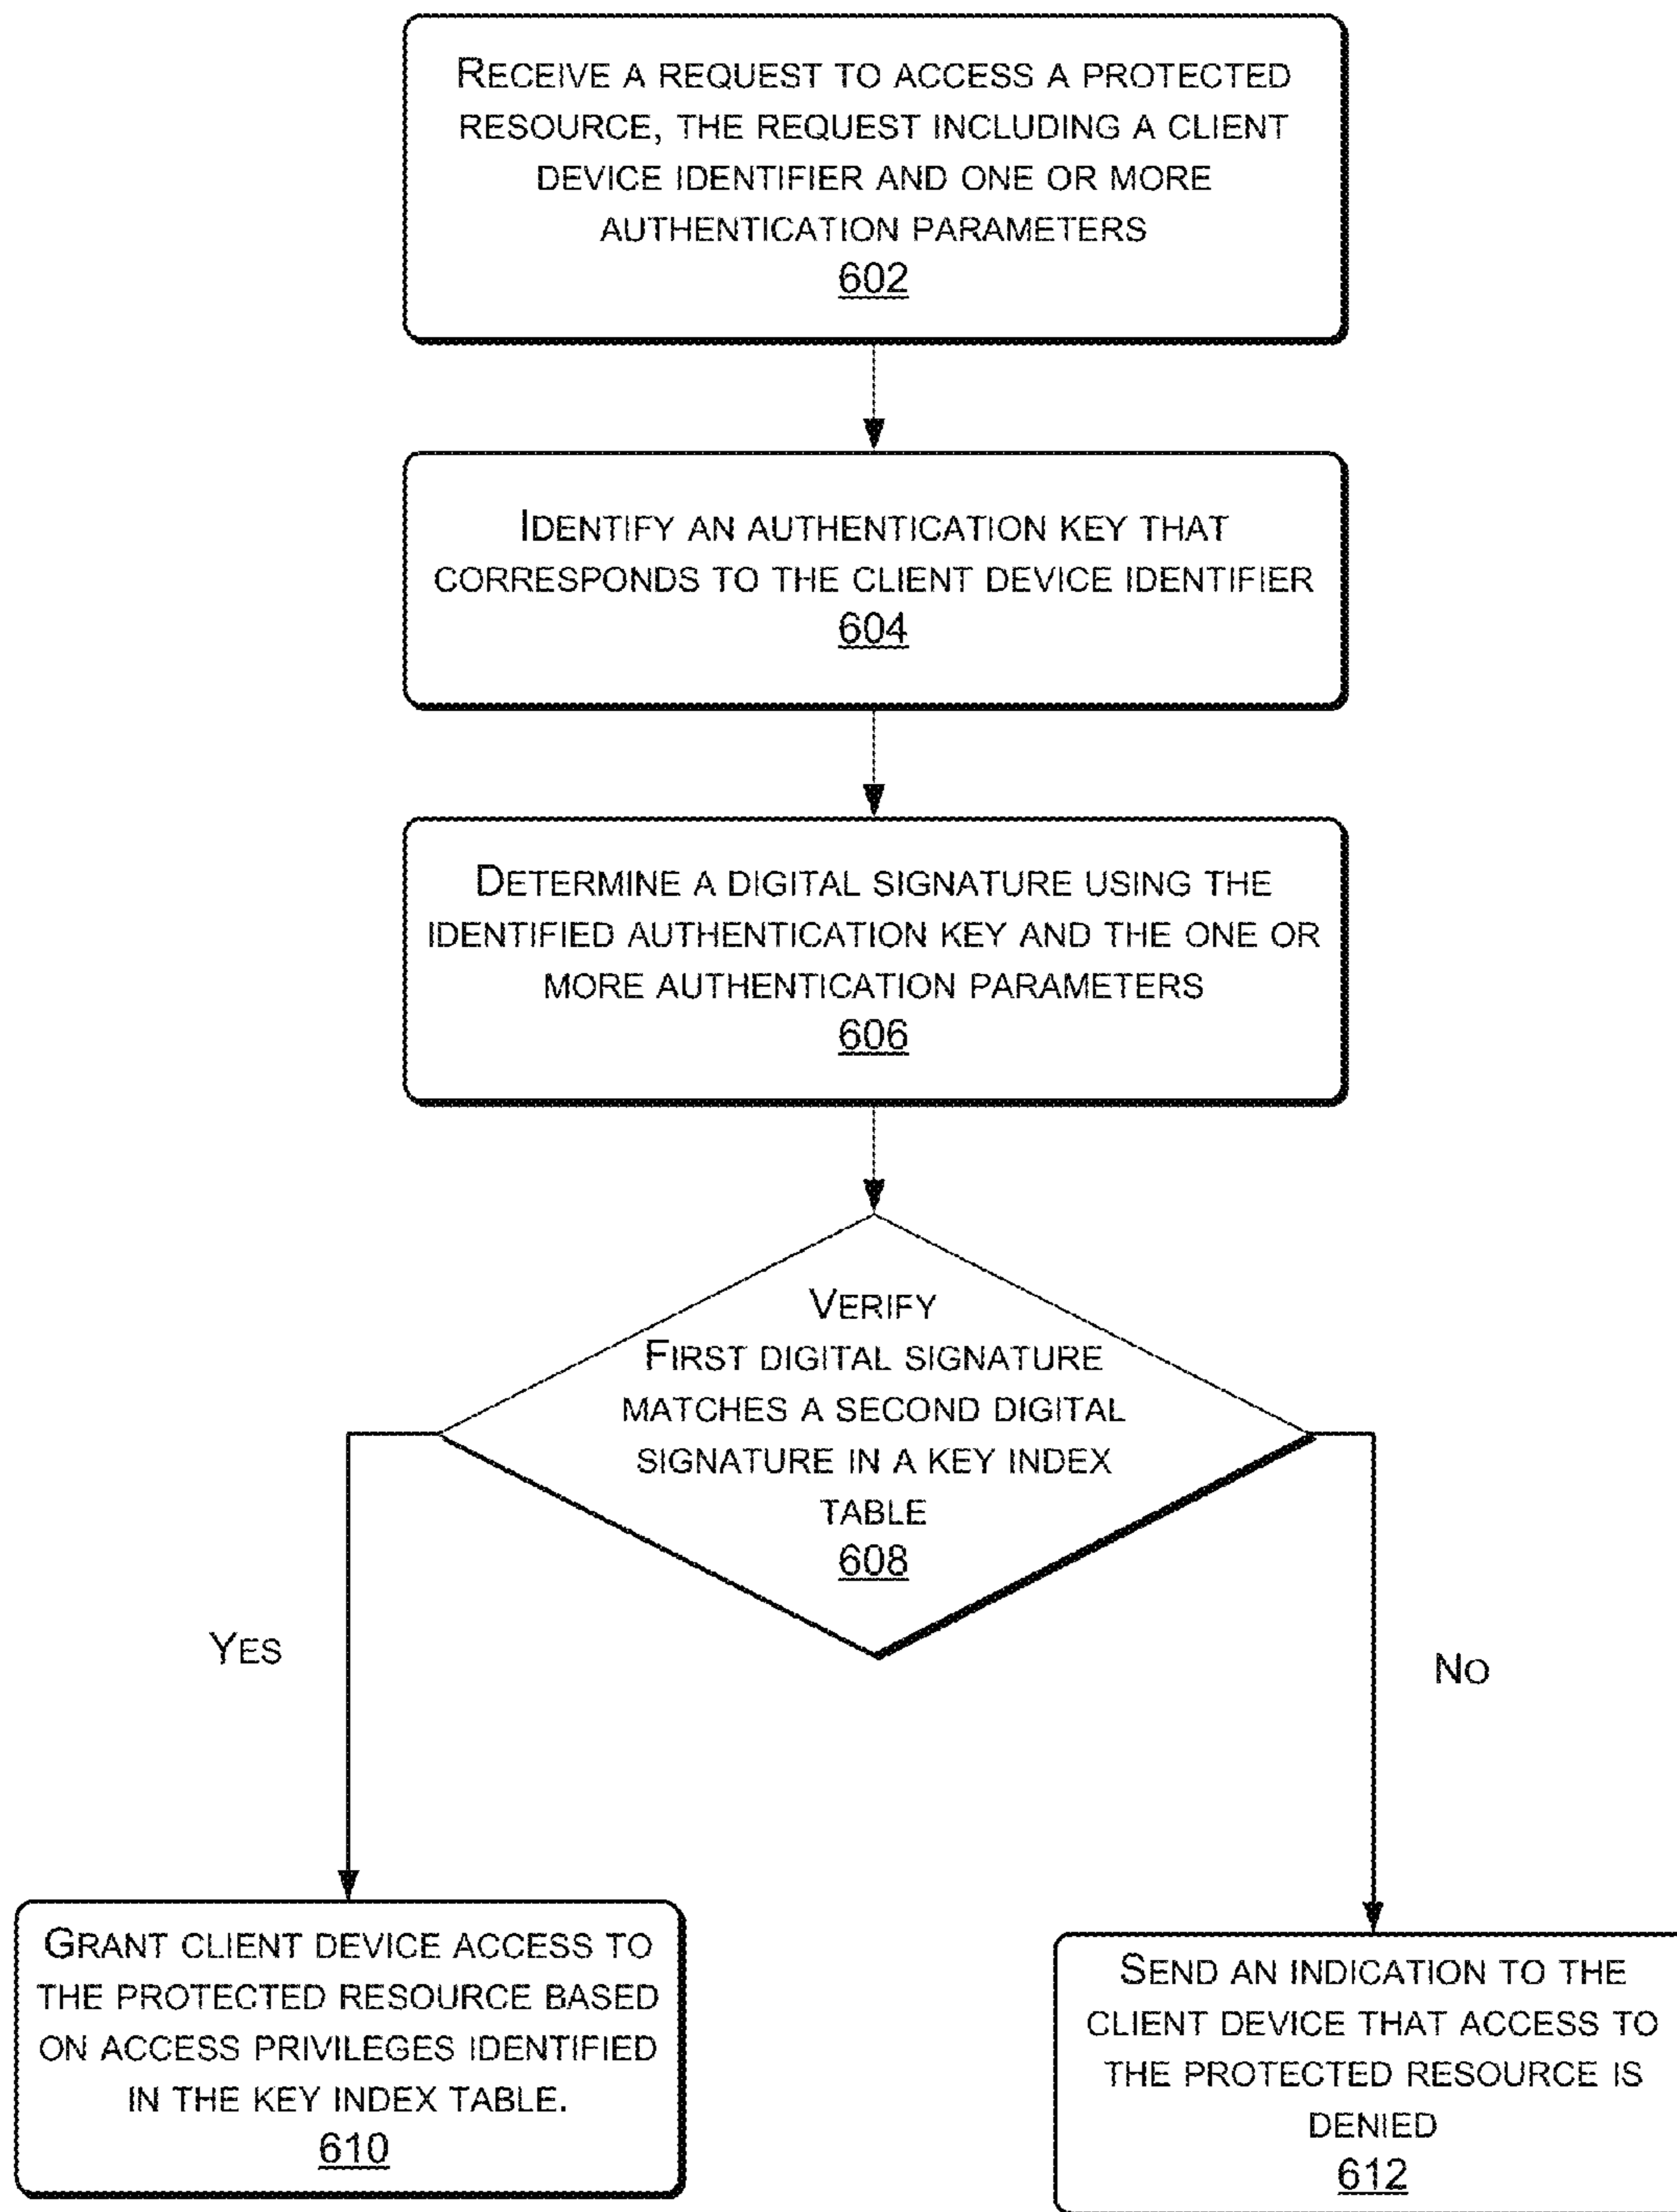 RECEIVE A REQUEST TO ACCESS A PROTECTED
RESOURCE, THE REQUEST INCLUDING A CLIENT
DEVICE IDENTIFIER AND ONE OR MORE
AUTHENTICATION PARAMETERS
602
IDENTIFY AN AUTHENTICATION KEY THAT
CORRESPONDS TO THE CLIENT DEVICE IDENTIFIER
604
DETERMINE A DIGITAL SIGNATURE USING THE
IDENTIFIED AUTHENTICATION KEY AND THE ONE OR
MORE AUTHENTICATION PARAMETERS
606
VERIFY
FIRST DIGITAL SIGNATURE
MATCHES A SECOND DIGITAL
SIGNATURE IN A KEY INDEX
TABLE
608
YES
NO
GRANT CLIENT DEVICE ACCESS TO
THE PROTECTED RESOURCE BASED
ON ACCESS PRIVILEGES IDENTIFIED
IN THE KEY INDEX TABLE.
610
SEND AN INDICATION TO THE
CLIENT DEVICE THAT ACCESS TO
THE PROTECTED RESOURCE IS
DENIED
612